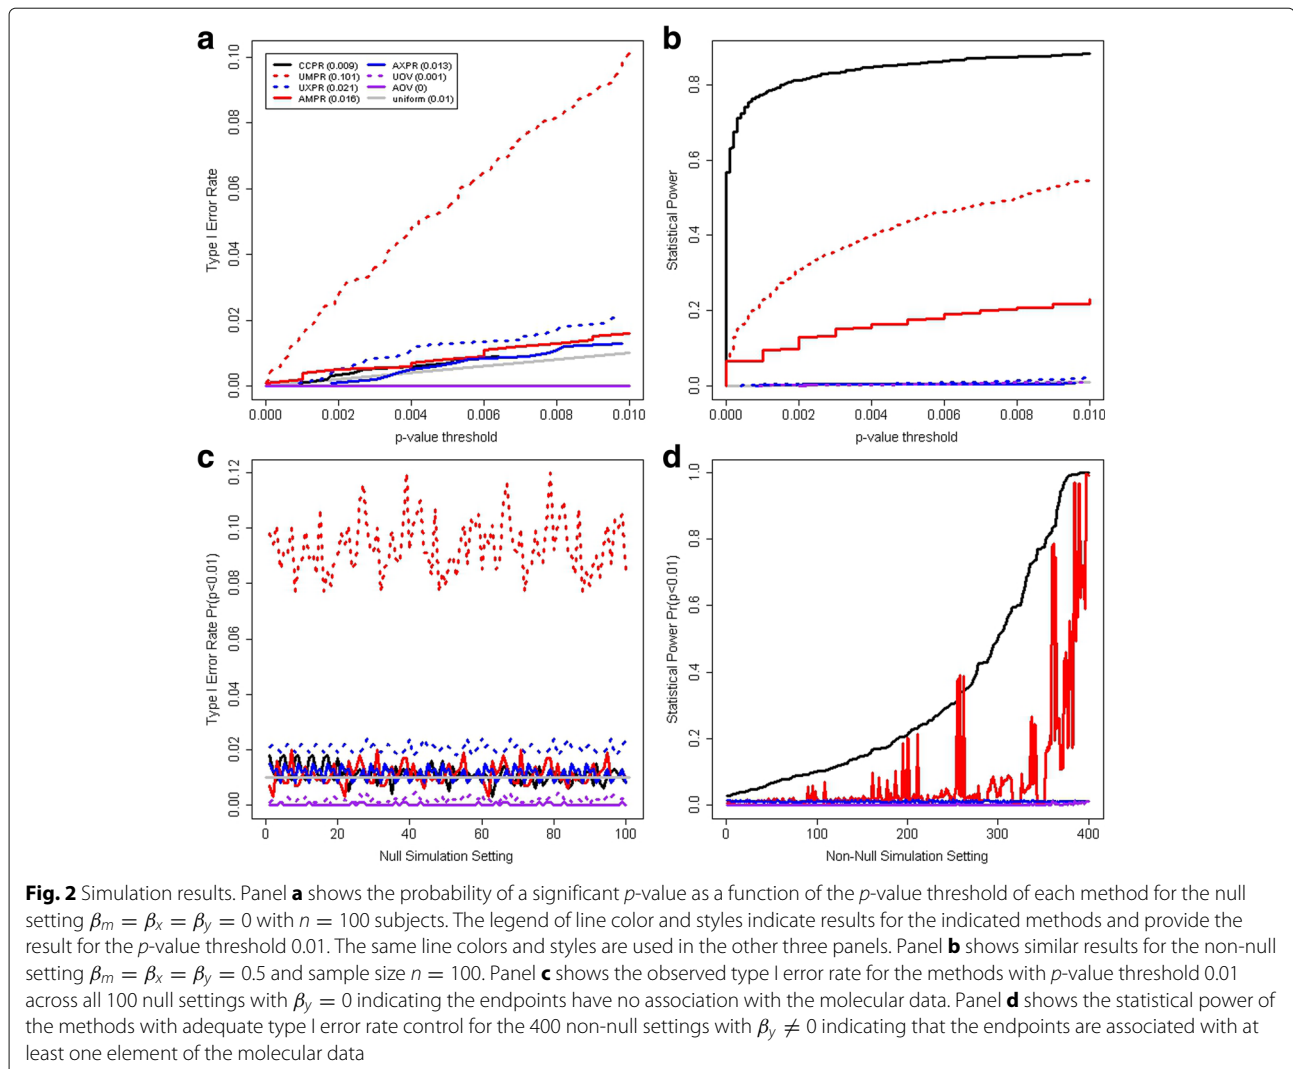 a
b
CCPR (0.009)
UMPR (0.101)
UXPR (0.021)
AMPR (0.016)
AXPR (0.013)
UOV (0.001)
AOV (0)
uniform (0.01)
Type I Error Rate
0.00 0.02 0.04 0.06 0.08 0.10
0.000 0.002 0.004 0.006 0.008 0.010
p-value threshold
Statistical Power
0.0 0.2 0.4 0.6 0.8
0.000 0.002 0.004 0.006 0.008 0.010
p-value threshold
c
d
Type I Error Rate Pr(p<0.01)
0.00 0.02 0.04 0.06 0.08 0.10 0.12
0 20 40 60 80 100
Null Simulation Setting
Statistical Power Pr(p<0.01)
0.0 0.2 0.4 0.6 0.8 1.0
0 100 200 300 400
Non-Null Simulation Setting
Fig. 2 Simulation results. Panel a shows the probability of a significant p-value as a function of the p-value threshold of each method for the null
setting βm = βx = βy = 0 with n = 100 subjects. The legend of line color and styles indicate results for the indicated methods and provide the
result for the p-value threshold 0.01. The same line colors and styles are used in the other three panels. Panel b shows similar results for the non-null
setting βm = βx = βy = 0.5 and sample size n = 100. Panel c shows the observed type I error rate for the methods with p-value threshold 0.01
across all 100 null settings with βy = 0 indicating the endpoints have no association with the molecular data. Panel d shows the statistical power of
the methods with adequate type I error rate control for the 400 non-null settings with βy ≠ 0 indicating that the endpoints are associated with at
least one element of the molecular data